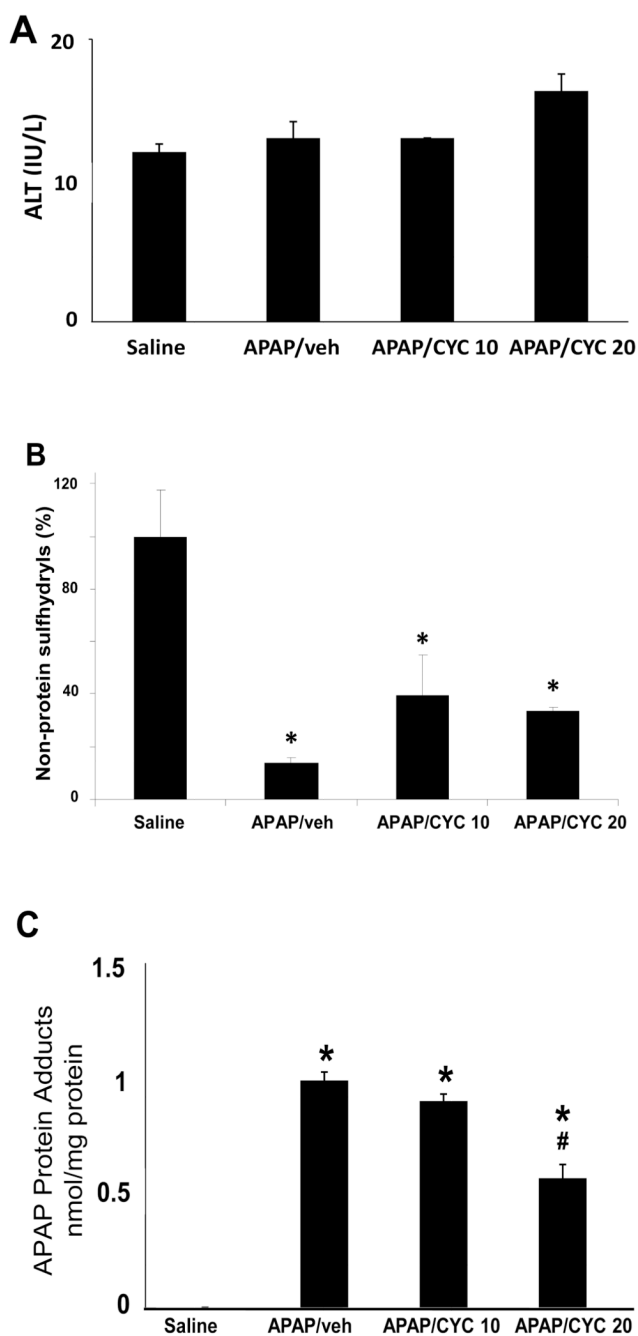 A
20
10
0
ALT (IU/L)
Saline APAP/veh APAP/CYC 10 APAP/CYC 20
B
120
80
40
0
Non-protein sulfhydryls (%)
* * *
Saline APAP/veh APAP/CYC 10 APAP/CYC 20
C
1.5
1
0.5
0
APAP Protein Adducts
nmol/mg protein
* * *
#
Saline APAP/veh APAP/CYC 10 APAP/CYC 20